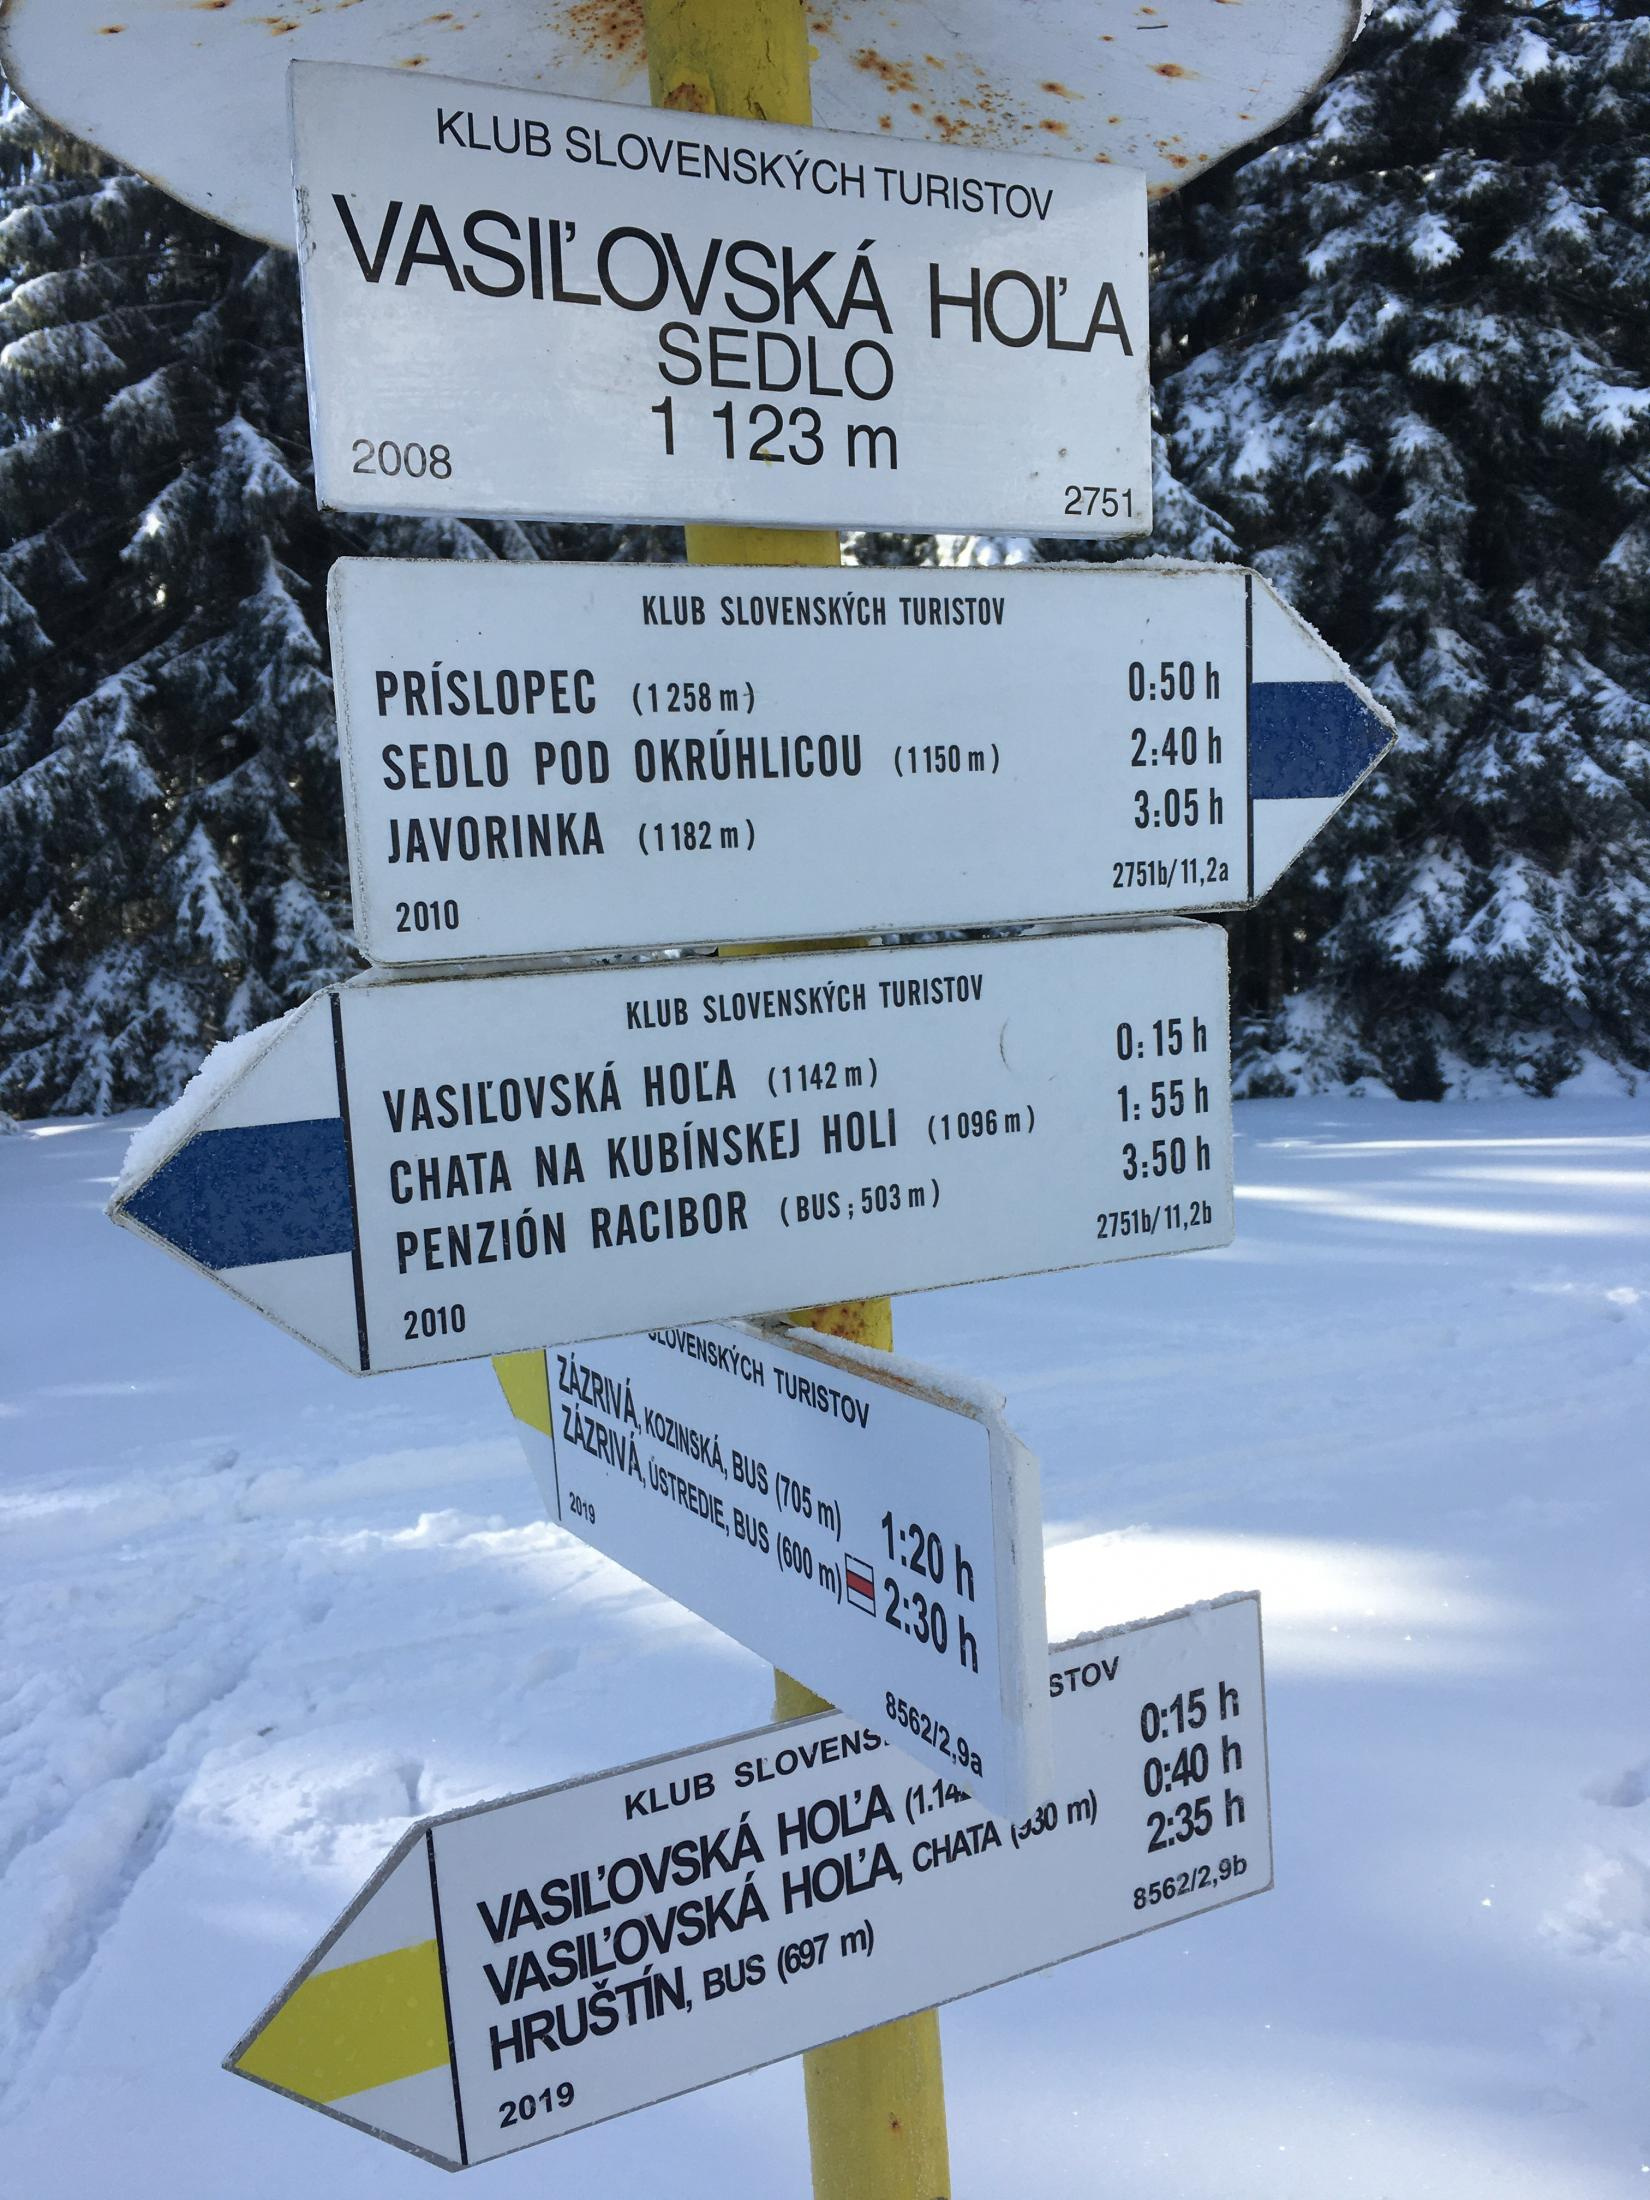 KLUB SLOVENSKÝCH TURISTOV
VASIĽOVSKÁ HOĽA
SEDLO
1 123 m
2008 2751
KLUB SLOVENSKÝCH TURISTOV
PRÍSLOPEC (1258 m) 0:50 h
SEDLO POD OKRÚHLICOU (1150 m) 2:40 h
JAVORINKA (1182 m) 3:05 h
2751b/11,2a
2010
KLUB SLOVENSKÝCH TURISTOV
VASIĽOVSKÁ HOĽA (1142 m) 0:15 h
CHATA NA KUBÍNSKEJ HOLI (1096 m) 1:55 h
PENZIÓN RACIBOR (BUS; 503 m) 3:50 h
2751b/11,2b
2010
SLOVENSKÝCH TURISTOV
ZÁZRIVÁ, KOZINSKÁ, BUS (705 m) 1:20 h
ZÁZRIVÁ, ÚSTREDIE, BUS (600 m) 2:30 h
2019
8562/2,9a
KLUB
VASIĽOVSKÁ HOĽA 0:15 h
VASIĽOVSKÁ HOĽA, CHATA (930 m) 0:40 h
HRUŠTÍN, BUS (697 m) 2:35 h
8562/2,9b
2019